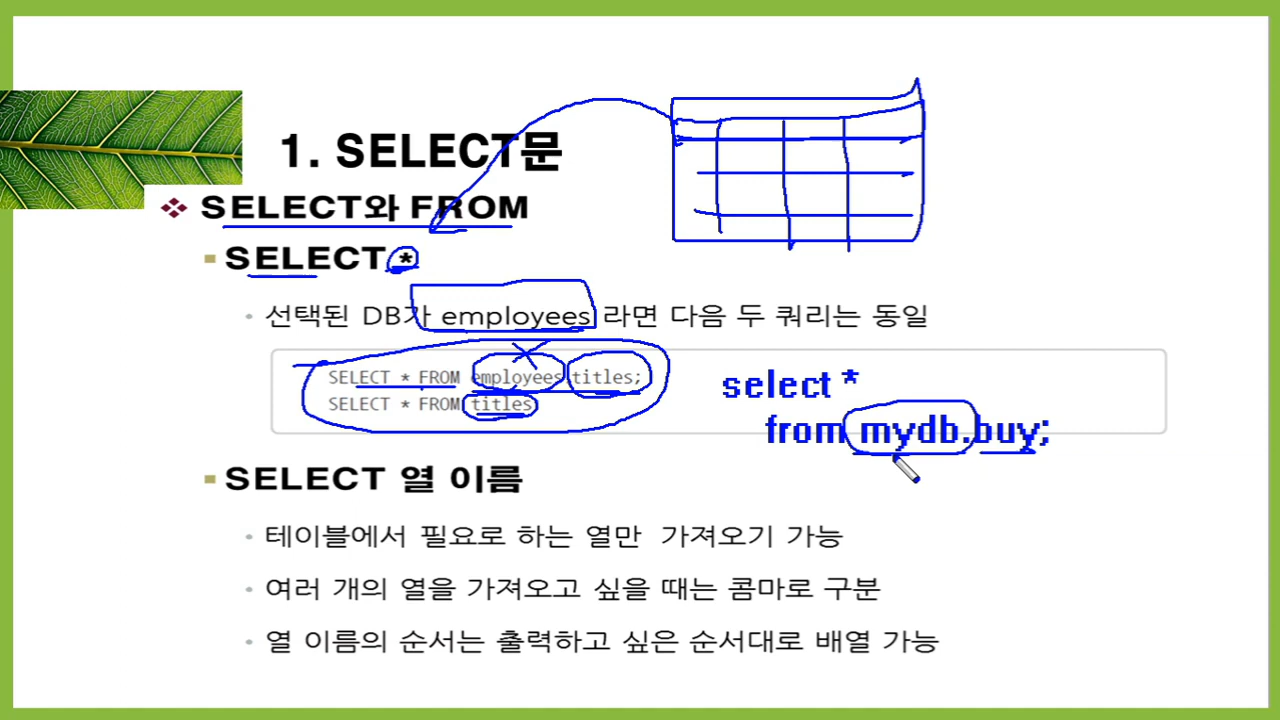 1. SELECT문
SELECT와 FROM
SELECT *
선택된 DB가 employees 라면 다음 두 쿼리는 동일
SELECT * FROM employees.titles;
SELECT * FROM titles
select *
from mydb.buy;
SELECT 열 이름
테이블에서 필요로 하는 열만 가져오기 가능
여러 개의 열을 가져오고 싶을 때는 콤마로 구분
열 이름의 순서는 출력하고 싶은 순서대로 배열 가능